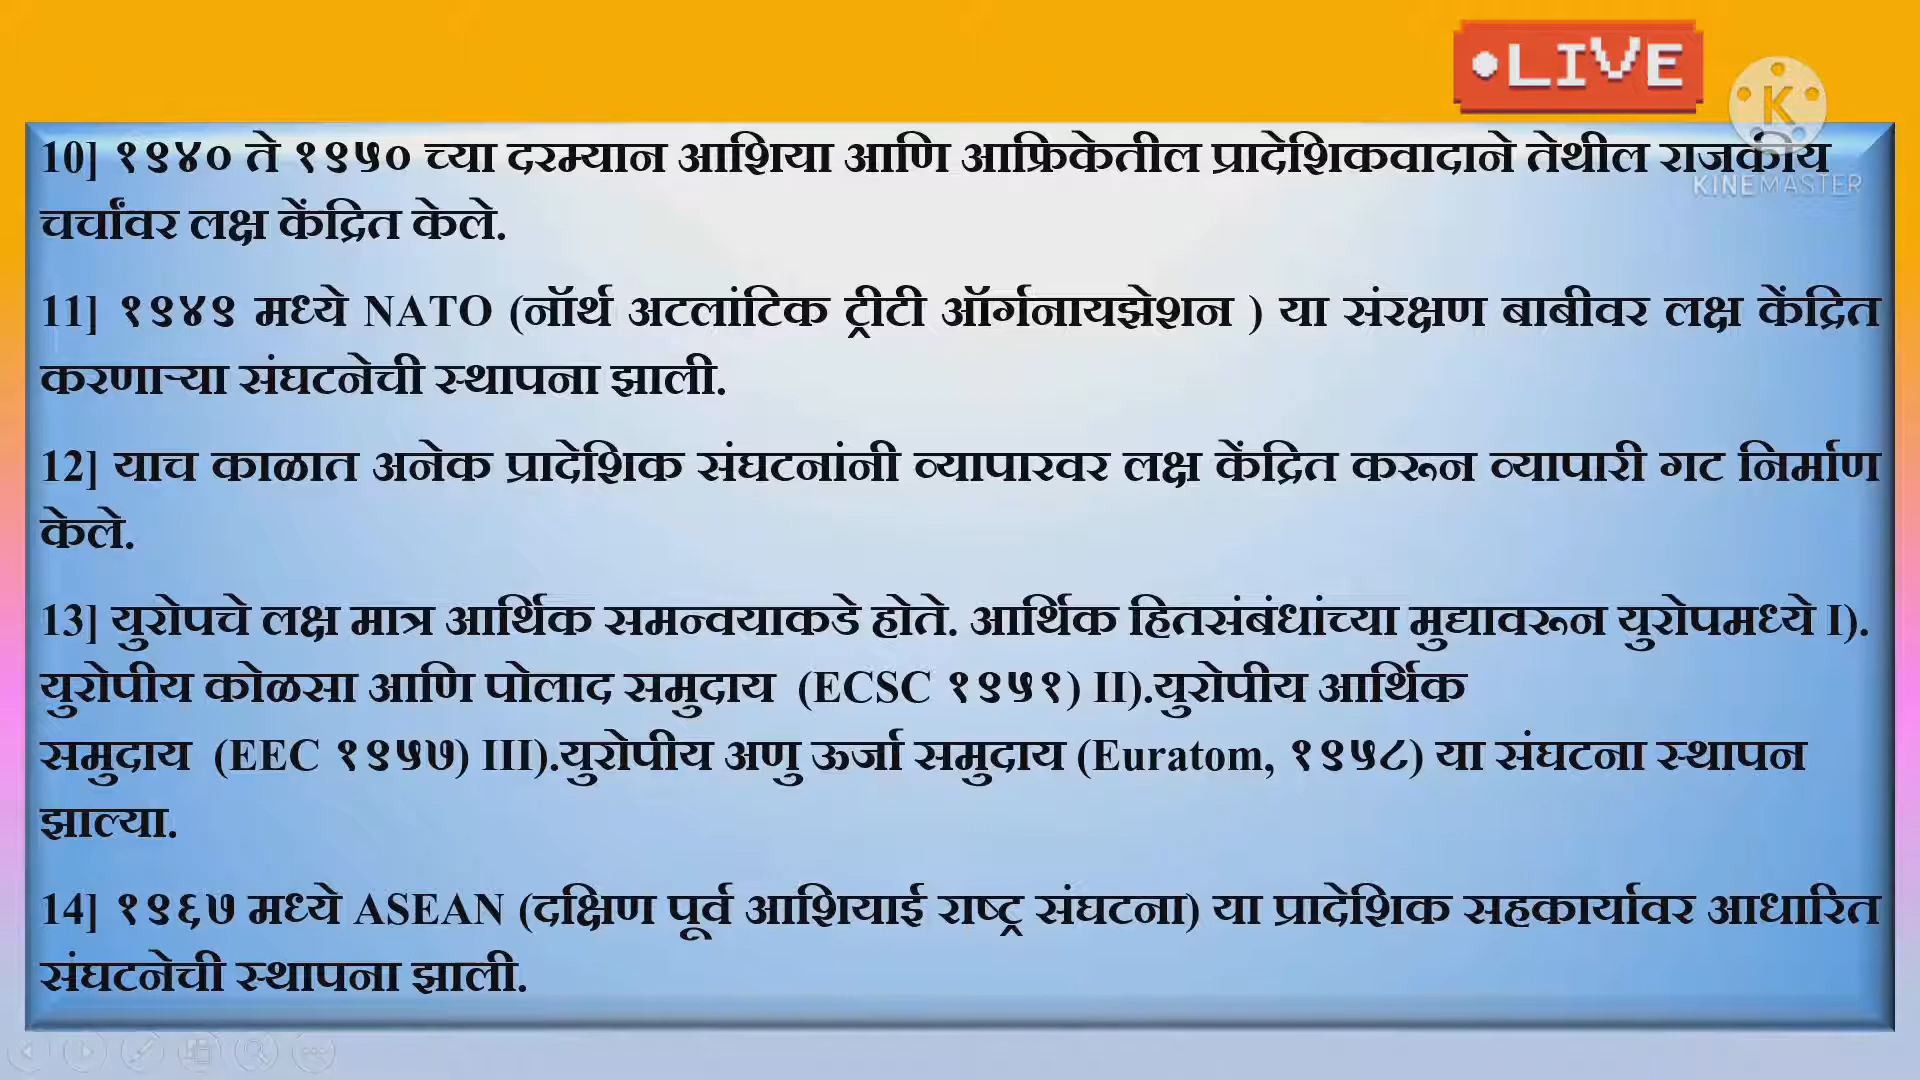 LIVE
K
KINEMASTER
10] १९४० ते १९५० च्या दरम्यान आशिया आणि आफ्रिकेतील प्रादेशिकवादाने तेथील राजकीय
चर्चांवर लक्ष केंद्रित केले.
11] १९४९ मध्ये NATO (नॉर्थ अटलांटिक ट्रीटी ऑर्गनायझेशन ) या संरक्षण बाबीवर लक्ष केंद्रित
करणाऱ्या संघटनेची स्थापना झाली.
12] याच काळात अनेक प्रादेशिक संघटनांनी व्यापारवर लक्ष केंद्रित करून व्यापारी गट निर्माण
केले.
13] युरोपचे लक्ष मात्र आर्थिक समन्वयाकडे होते. आर्थिक हितसंबंधांच्या मुद्यावरून युरोपमध्ये I).
युरोपीय कोळसा आणि पोलाद समुदाय (ECSC १९५१) II).युरोपीय आर्थिक
समुदाय (EEC १९५७) III).युरोपीय अणु ऊर्जा समुदाय (Euratom, १९५८) या संघटना स्थापन
झाल्या.
14] १९६७ मध्ये ASEAN (दक्षिण पूर्व आशियाई राष्ट्र संघटना) या प्रादेशिक सहकार्यावर आधारित
संघटनेची स्थापना झाली.